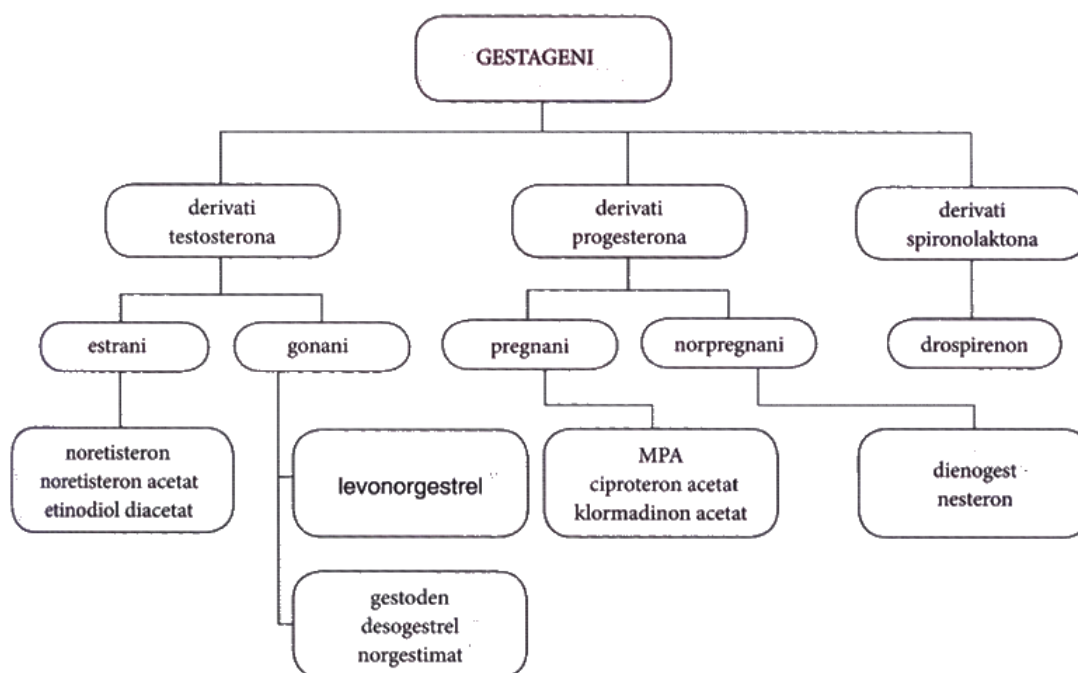 GESTAGENI
derivati
testosterona
derivati
progesterona
derivati
spironolaktona
estrani
gonani
pregnani
norpregnani
drospirenon
noretisteron
noretisteron acetat
etinodiol diacetat
levonorgestrel
MPA
ciproteron acetat
klormadinon acetat
dienogest
nesteron
gestoden
desogestrel
norgestimat